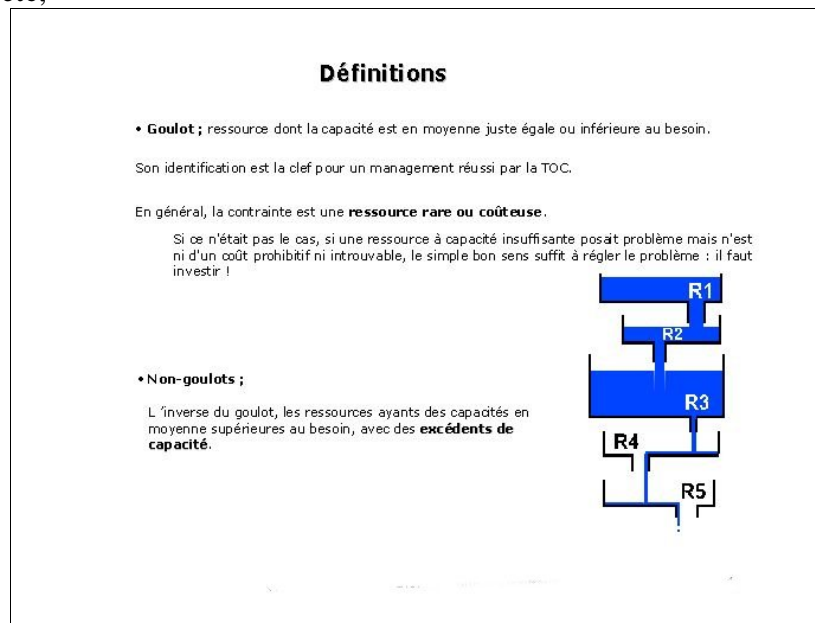 Définitions
• Goulot ; ressource dont la capacité est en moyenne juste égale ou inférieure au besoin.
Son identification est la clef pour un management réussi par la TOC.
En général, la contrainte est une ressource rare ou coûteuse.
Si ce n'était pas le cas, si une ressource à capacité insuffisante posait problème mais n'est
ni d'un coût prohibitif ni introuvable, le simple bon sens suffit à régler le problème : il faut
investir !
R1
R2
R3
R4
R5
• Non-goulots ;
L 'inverse du goulot, les ressources ayants des capacités en
moyenne supérieures au besoin, avec des excédents de
capacité.